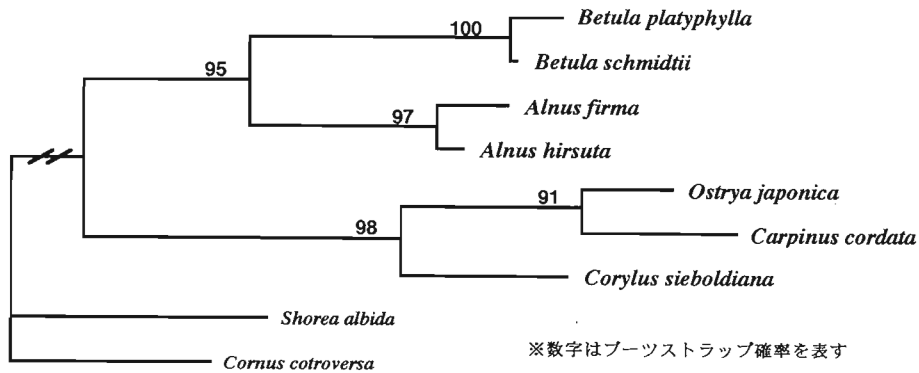 100
Betula platyphylla
95
Betula schmidtii
97
Alnus firma
Alnus hirsuta
91
Ostrya japonica
98
Carpinus cordata
Corylus sieboldiana
Shorea albida
※数字はブーツストラップ確率を表す
Cornus cotroversa